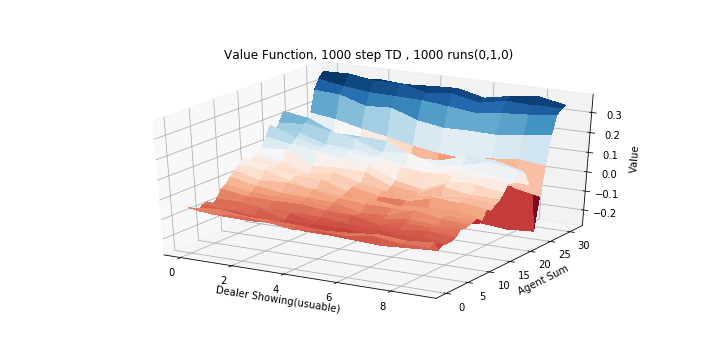 Value Function, 1000 step TD , 1000 runs(0,1,0)
0.3
0.2
0.1
0.0
−0.1
−0.2
Value
0 2 4 6 8
Dealer Showing(usuable)
0 5 10 15 20 25 30
Agent Sum